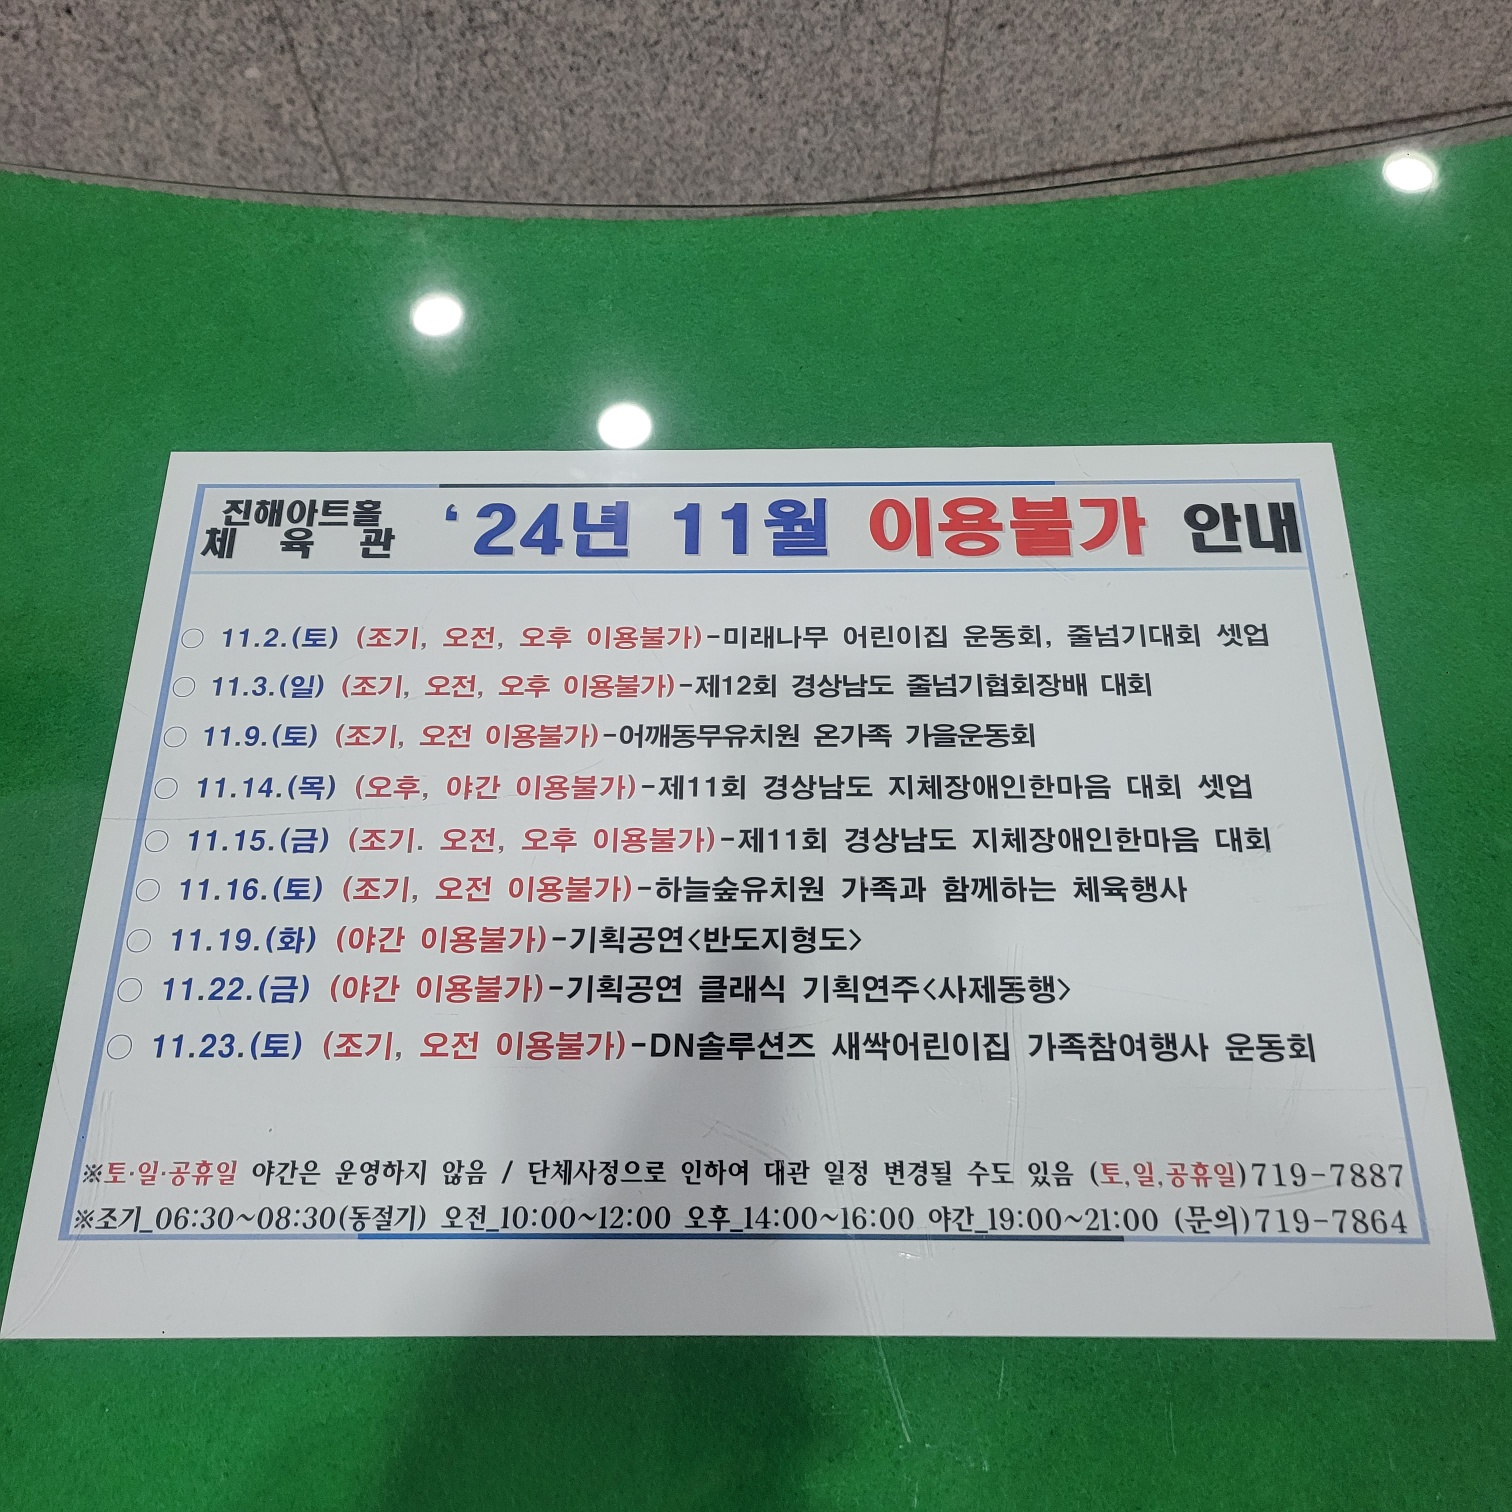 진해아트홀
체 육 관
‘24년 11월 이용불가 안내
○ 11.2.(토) (조기, 오전, 오후 이용불가)-미래나무 어린이집 운동회, 줄넘기대회 셋업
○ 11.3.(일) (조기, 오전, 오후 이용불가)-제12회 경상남도 줄넘기협회장배 대회
○ 11.9.(토) (조기, 오전 이용불가)-어깨동무유치원 온가족 가을운동회
○ 11.14.(목) (오후, 야간 이용불가)-제11회 경상남도 지체장애인한마음 대회 셋업
○ 11.15.(금) (조기. 오전, 오후 이용불가)-제11회 경상남도 지체장애인한마음 대회
○ 11.16.(토) (조기, 오전 이용불가)-하늘숲유치원 가족과 함께하는 체육행사
○ 11.19.(화) (야간 이용불가)-기획공연<반도지형도>
○ 11.22.(금) (야간 이용불가)-기획공연 클래식 기획연주<사제동행>
○ 11.23.(토) (조기, 오전 이용불가)-DN솔루션즈 새싹어린이집 가족참여행사 운동회
※토·일·공휴일 야간은 운영하지 않음 / 단체사정으로 인하여 대관 일정 변경될 수도 있음 (토,일,공휴일)719-7887
※조기_06:30~08:30(동절기) 오전_10:00~12:00 오후_14:00~16:00 야간_19:00~21:00 (문의)719-7864